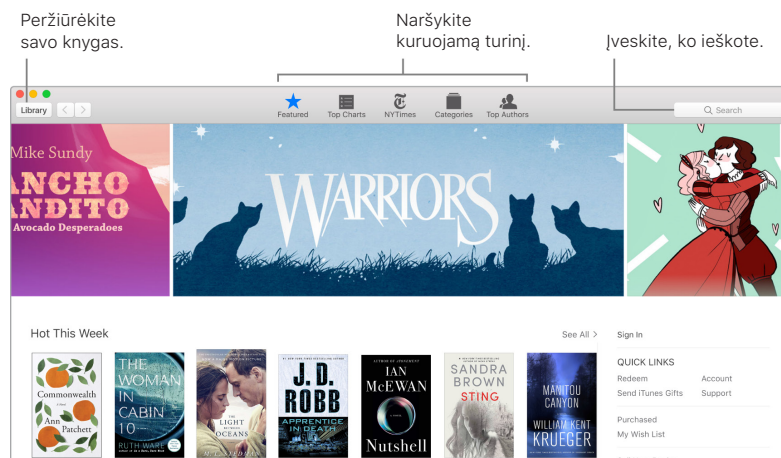 Peržiūrėkite
savo knygas.
Naršykite
kuruojamą turinį.
Įveskite, ko ieškote.
Library
Featured
Top Charts
NYTimes
Categories
Top Authors
Search
Mike Sundy
ANCHO
ANDITO
Avocado Desperadoes
WARRIORS
Hot This Week
See All >
Sign In
QUICK LINKS
Redeem
Account
Send iTunes Gifts
Support
Purchased
My Wish List
Commonwealth
Ann
Patchett
THE
WOMAN
IN
CABIN
10
RUTH WARE
THE
LIGHT
BETWEEN
OCEANS
M. L. STEDMAN
J. D.
ROBB
APPRENTICE
IN DEATH
IAN
McEWAN
Nutshell
SANDRA
BROWN
STING
MANITOU
CANYON
WILLIAM KENT
KRUEGER